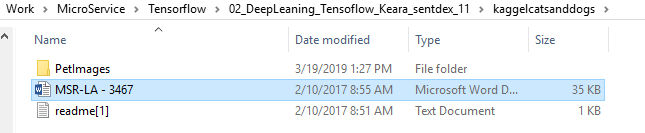 Work > MicroService > Tensorflow > 02_DeepLeaning_Tensoflow_Keara_sentdex_11 > kaggelcatsanddogs >
Name Date modified Type Size
PetImages 3/19/2019 1:27 PM File folder
MSR-LA - 3467 2/10/2017 8:55 AM Microsoft Word D... 35 KB
readme[1] 2/10/2017 8:51 AM Text Document 1 KB